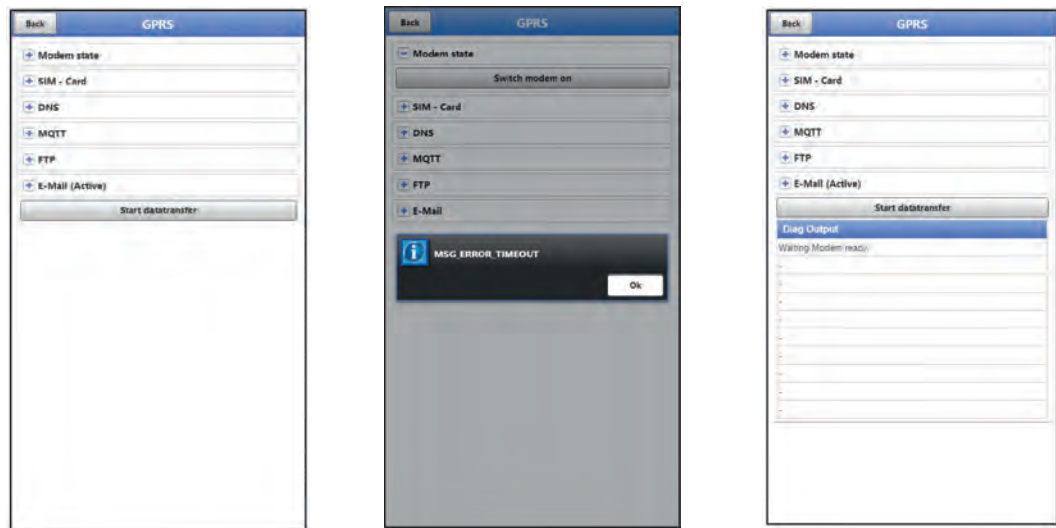 Back GPRS
Modem state
SIM - Card
DNS
MQTT
FTP
E-Mail (Active)
Start datatransfer
Back GPRS
Modem state
Switch modem on
SIM - Card
DNS
MQTT
FTP
E-Mail
MSG_ERROR_TIMEOUT
Ok
Back GPRS
Modem state
SIM - Card
DNS
MQTT
FTP
E-Mail (Active)
Start datatransfer
Diag Output
Waiting Modem ready.